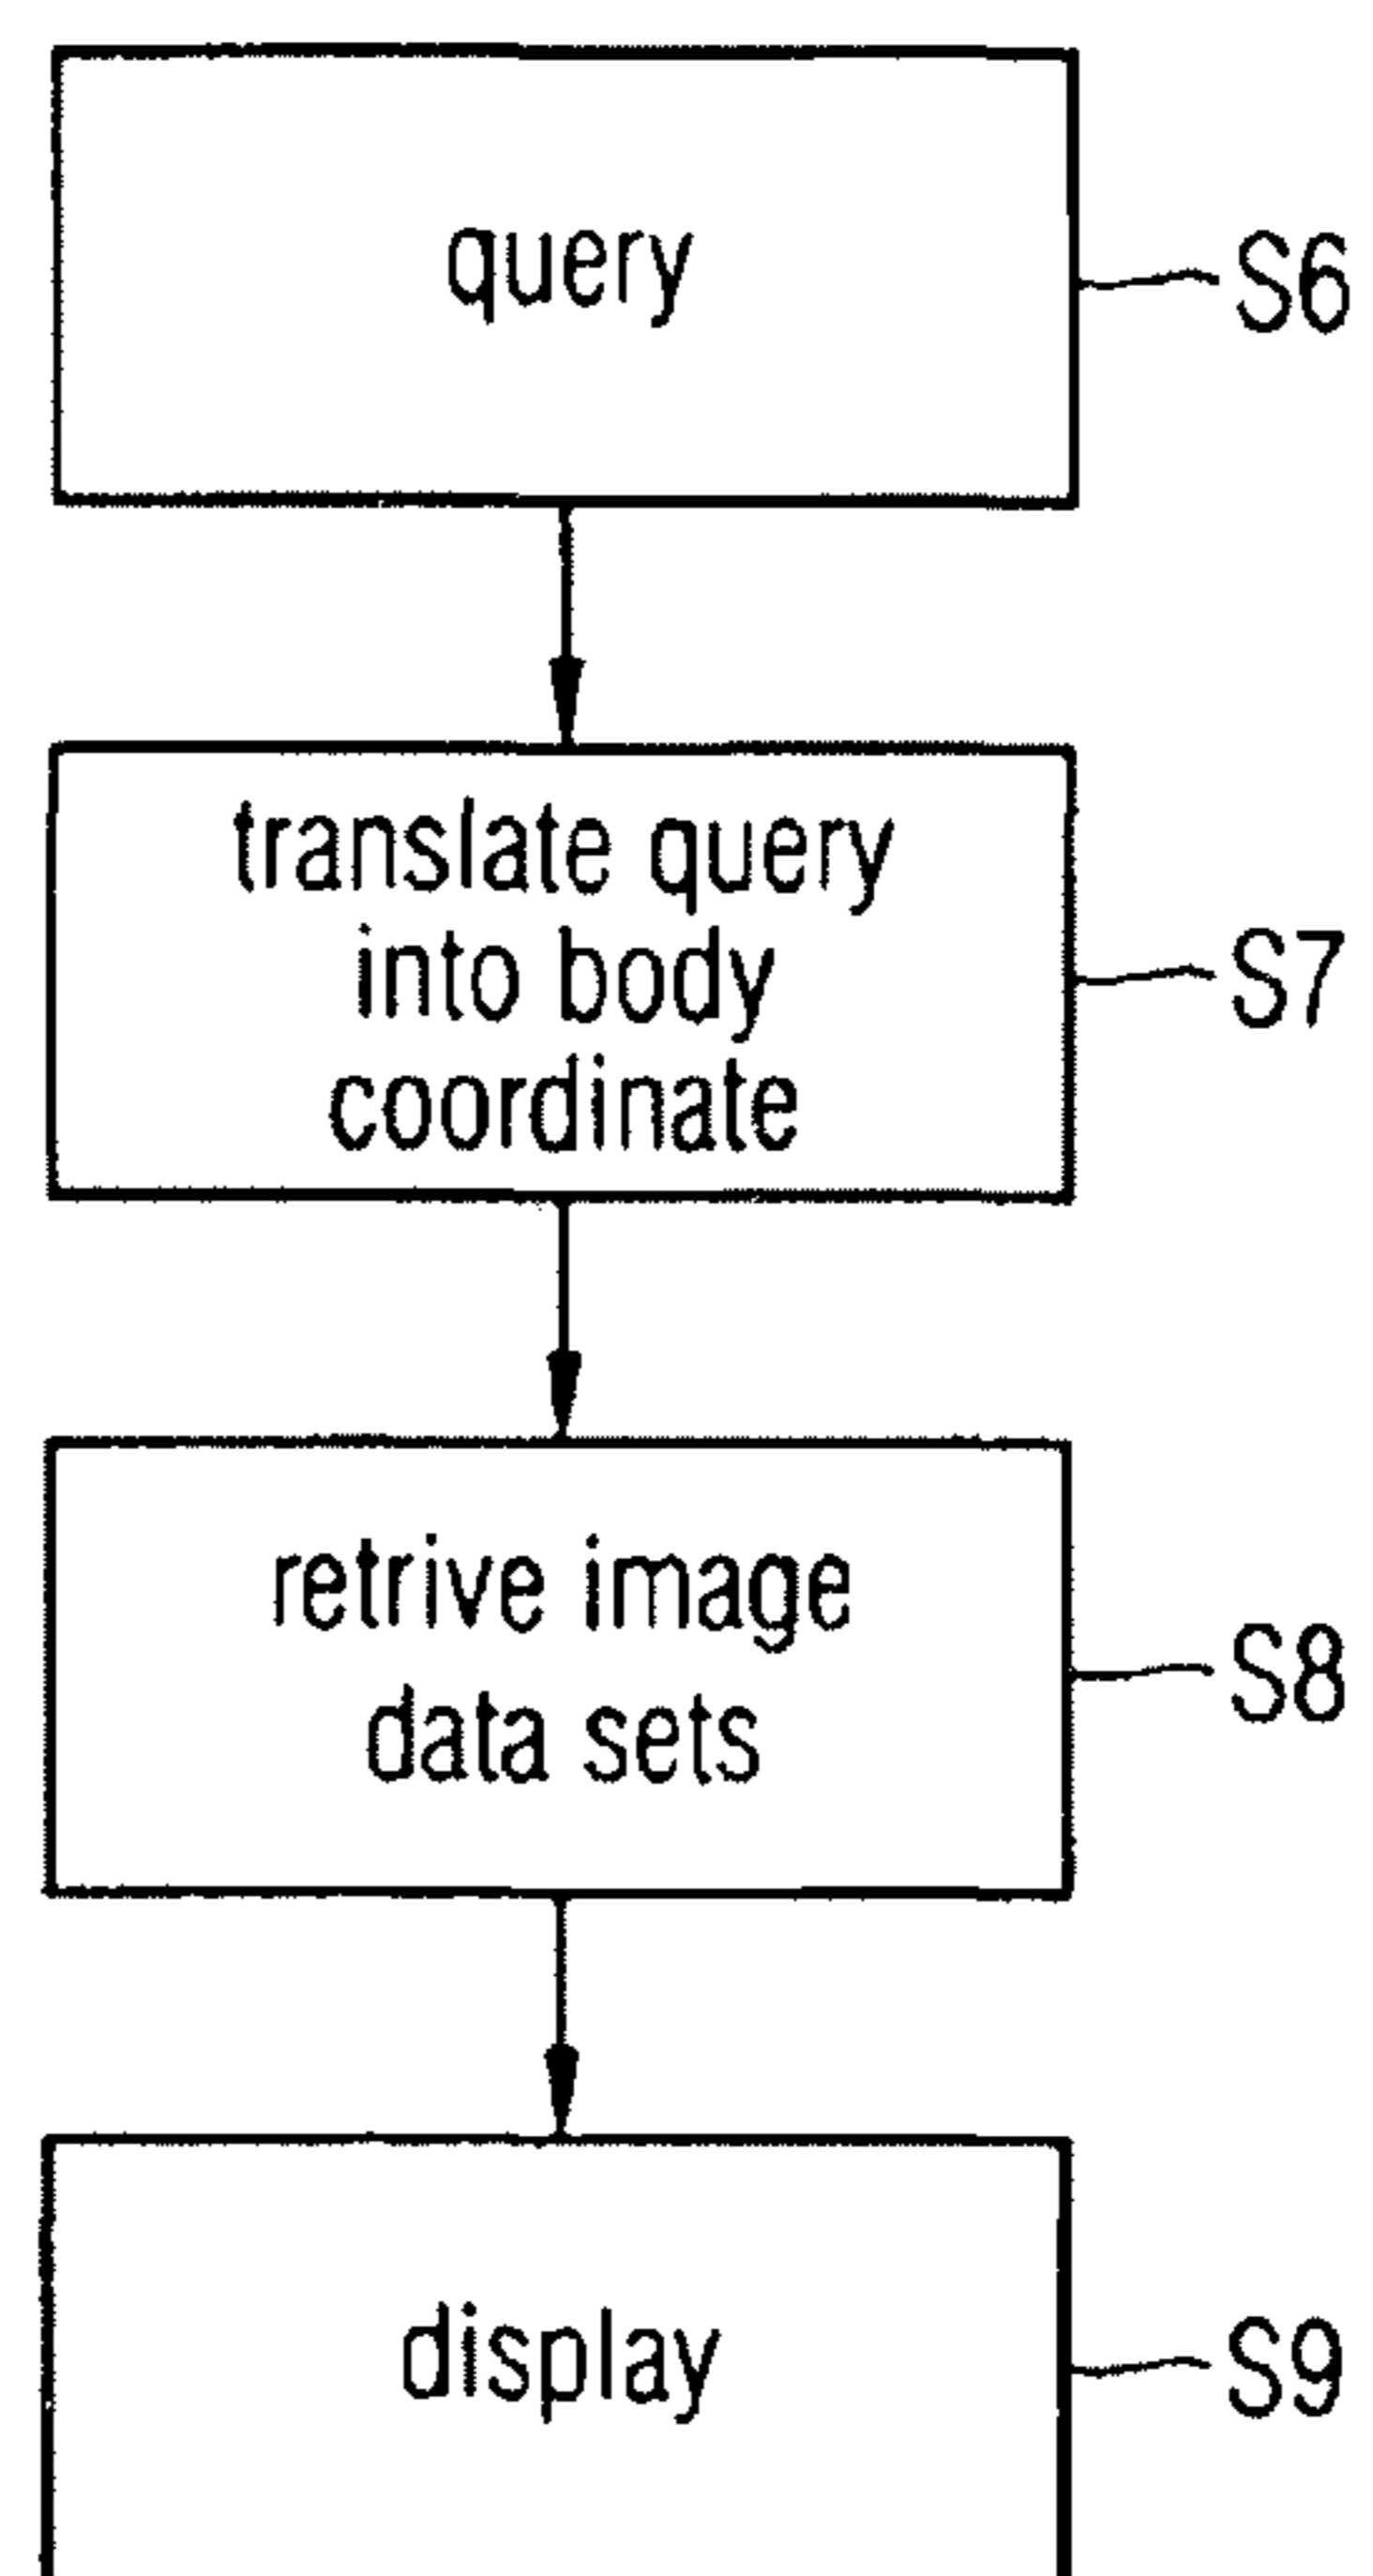 query
S6
translate query
into body
coordinate
S7
retrive image
data sets
S8
display
S9